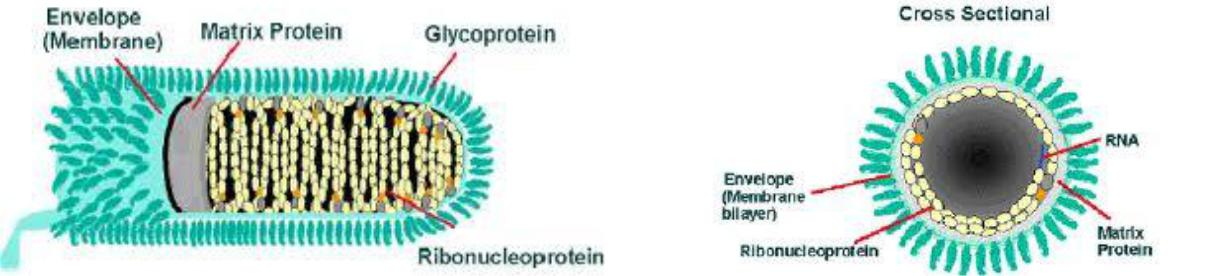 Envelope
(Membrane)
Matrix Protein
Glycoprotein
Ribonucleoprotein
Cross Sectional
RNA
Envelope
(Membrane
bilayer)
Ribonucleoprotein
Matrix
Protein